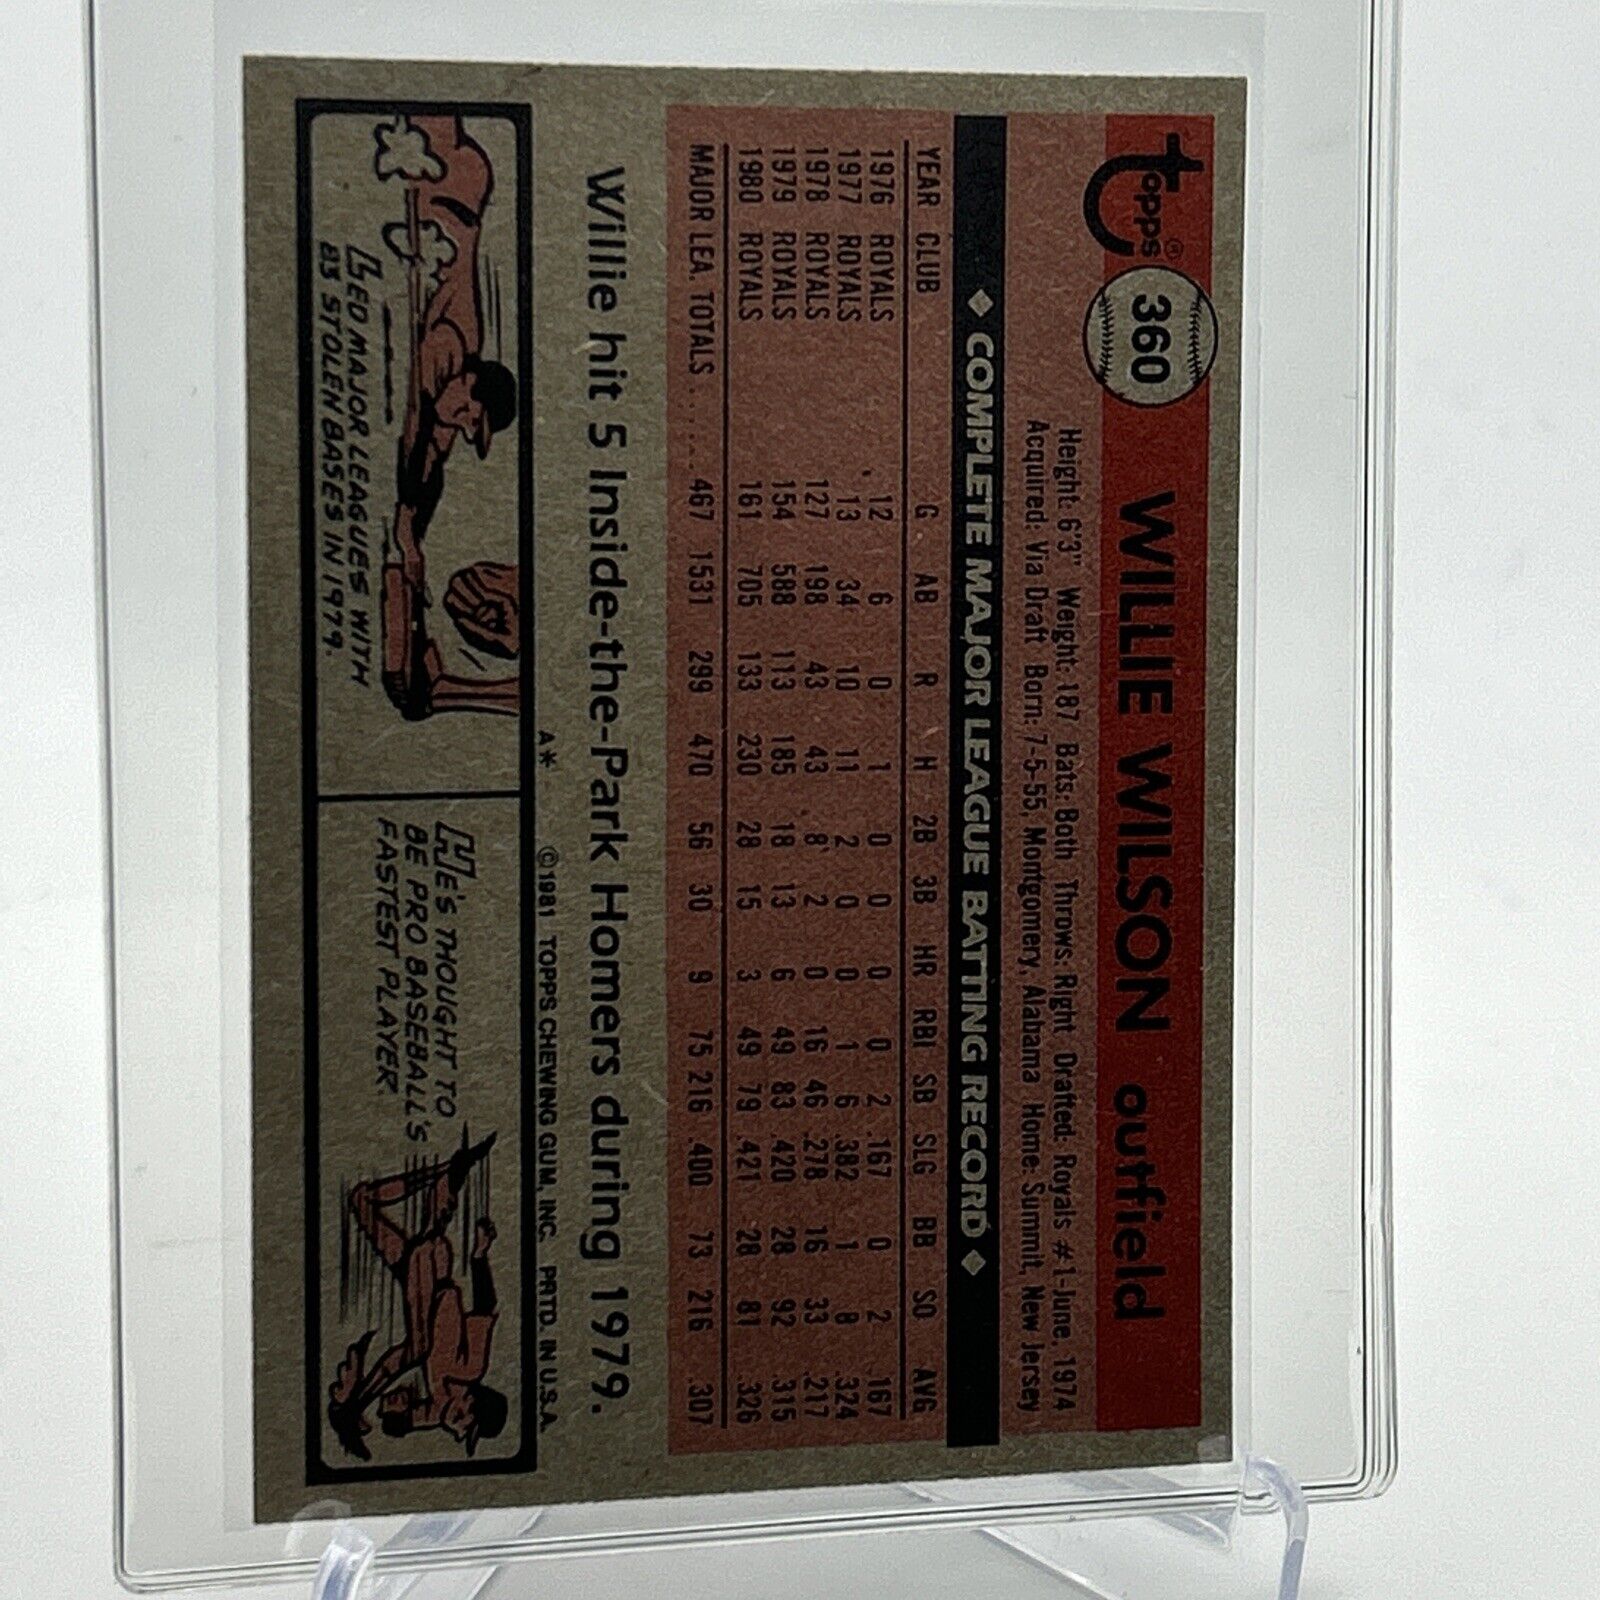 Topps® 360 WILLIE WILSON outfield
Height: 6'3" Weight: 187 Bats: Both Throws: Right Drafted: Royals #1-June, 1974
Acquired: Via Draft Born: 7-5-55, Montgomery, Alabama Home: Summit, New Jersey
◆ COMPLETE MAJOR LEAGUE BATTING RECORD ◆
YEAR CLUB G AB R H 2B 3B HR RBI SB SLG BB SO AVG
1976 ROYALS 12 6 0 1 0 0 0 0 2 .167 0 2 .167
1977 ROYALS 13 34 10 11 2 0 0 1 6 .382 1 8 .324
1978 ROYALS 127 198 43 43 8 2 0 16 46 .278 16 33 .217
1979 ROYALS 154 588 113 185 18 13 6 49 83 .420 28 92 .315
1980 ROYALS 161 705 133 230 28 15 3 49 79 .421 28 81 .326
MAJOR LEA. TOTALS ....... 467 1531 299 470 56 30 9 75 216 .400 73 216 .307
Willie hit 5 Inside-the-Park Homers during 1979.
A* ©1981 TOPPS CHEWING GUM, INC. PRTD. IN U.S.A.
LED MAJOR LEAGUES WITH
83 STOLEN BASES IN 1979.
HE'S THOUGHT TO
BE PRO BASEBALL'S
FASTEST PLAYER.